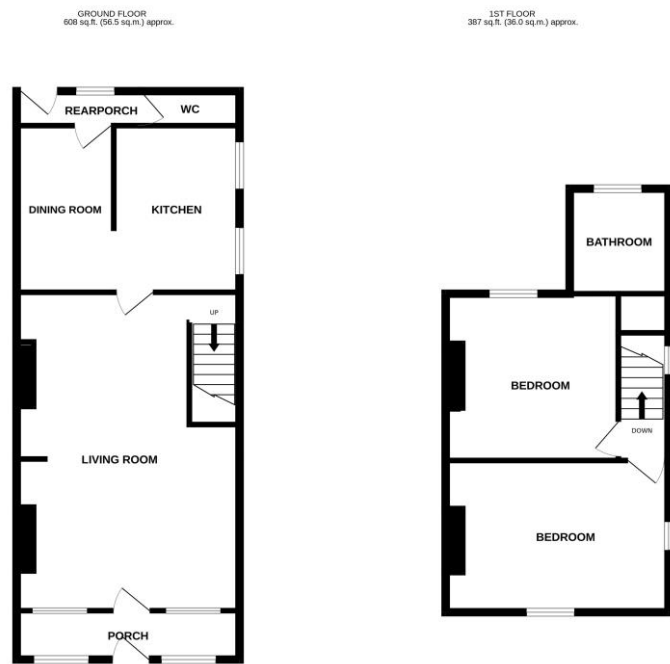 GROUND FLOOR
608 sq.ft. (56.5 sq.m.) approx.
REARPORCH
WC
DINING ROOM
KITCHEN
UP
LIVING ROOM
PORCH
1ST FLOOR
387 sq.ft. (36.0 sq.m.) approx.
BATHROOM
BEDROOM
DOWN
BEDROOM